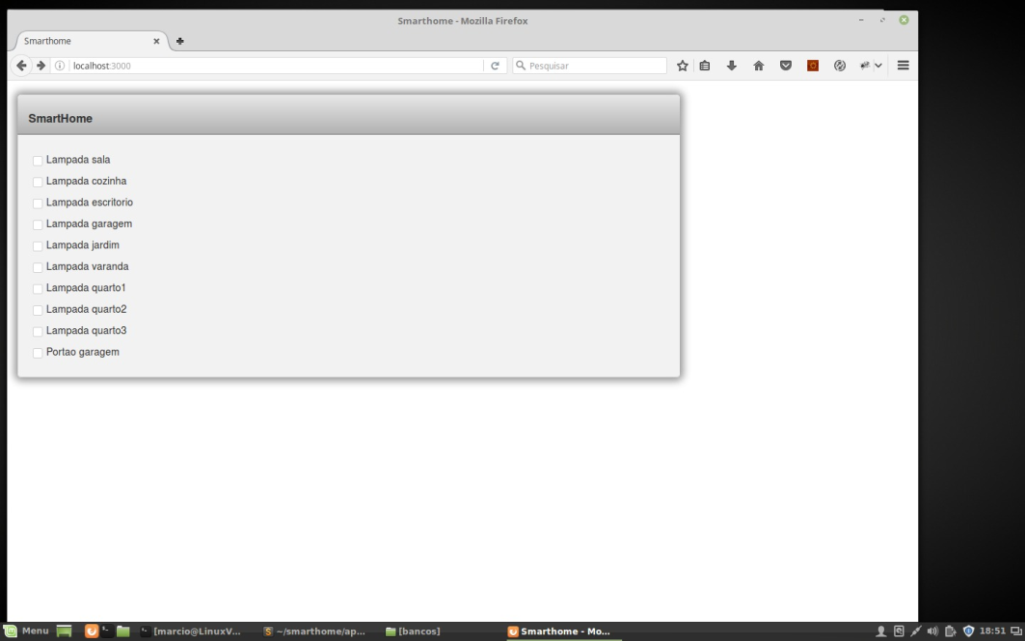 Smarthome - Mozilla Firefox
Smarthome
localhost:3000
Pesquisar
SmartHome
Lampada sala
Lampada cozinha
Lampada escritorio
Lampada garagem
Lampada jardim
Lampada varanda
Lampada quarto1
Lampada quarto2
Lampada quarto3
Portao garagem
Menu [marcio@LinuxV... ~/smarthome/ap... [bancos] Smarthome - Mo... 18:51